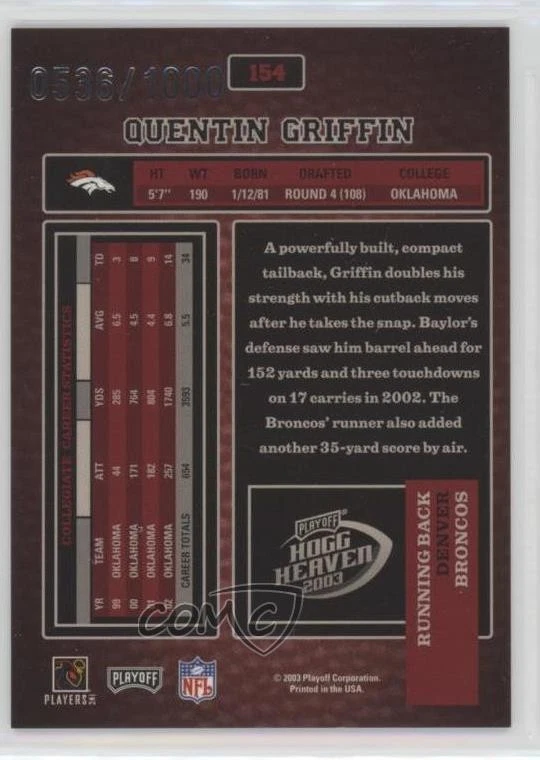 0536/1000
154
QUENTIN GRIFFIN
HT WT BORN DRAFTED COLLEGE
5'7" 190 1/12/81 ROUND 4 (108) OKLAHOMA
COLLEGIATE CAREER STATISTICS
YR TEAM ATT YDS AVG TD
99 OKLAHOMA 44 285 6.5 3
00 OKLAHOMA 171 764 4.5 8
01 OKLAHOMA 182 804 4.4 9
02 OKLAHOMA 257 1740 6.8 14
CAREER TOTALS 654 3593 5.5 34
A powerfully built, compact
tailback, Griffin doubles his
strength with his cutback moves
after he takes the snap. Baylor's
defense saw him barrel ahead for
152 yards and three touchdowns
on 17 carries in 2002. The
Broncos' runner also added
another 35-yard score by air.
PLAYOFF
HOGG
HEAVEN
2003
RUNNING BACK
DENVER
BRONCOS
COMC
PLAYERS INC
PLAYOFF
NFL
© 2003 Playoff Corporation.
Printed in the USA.